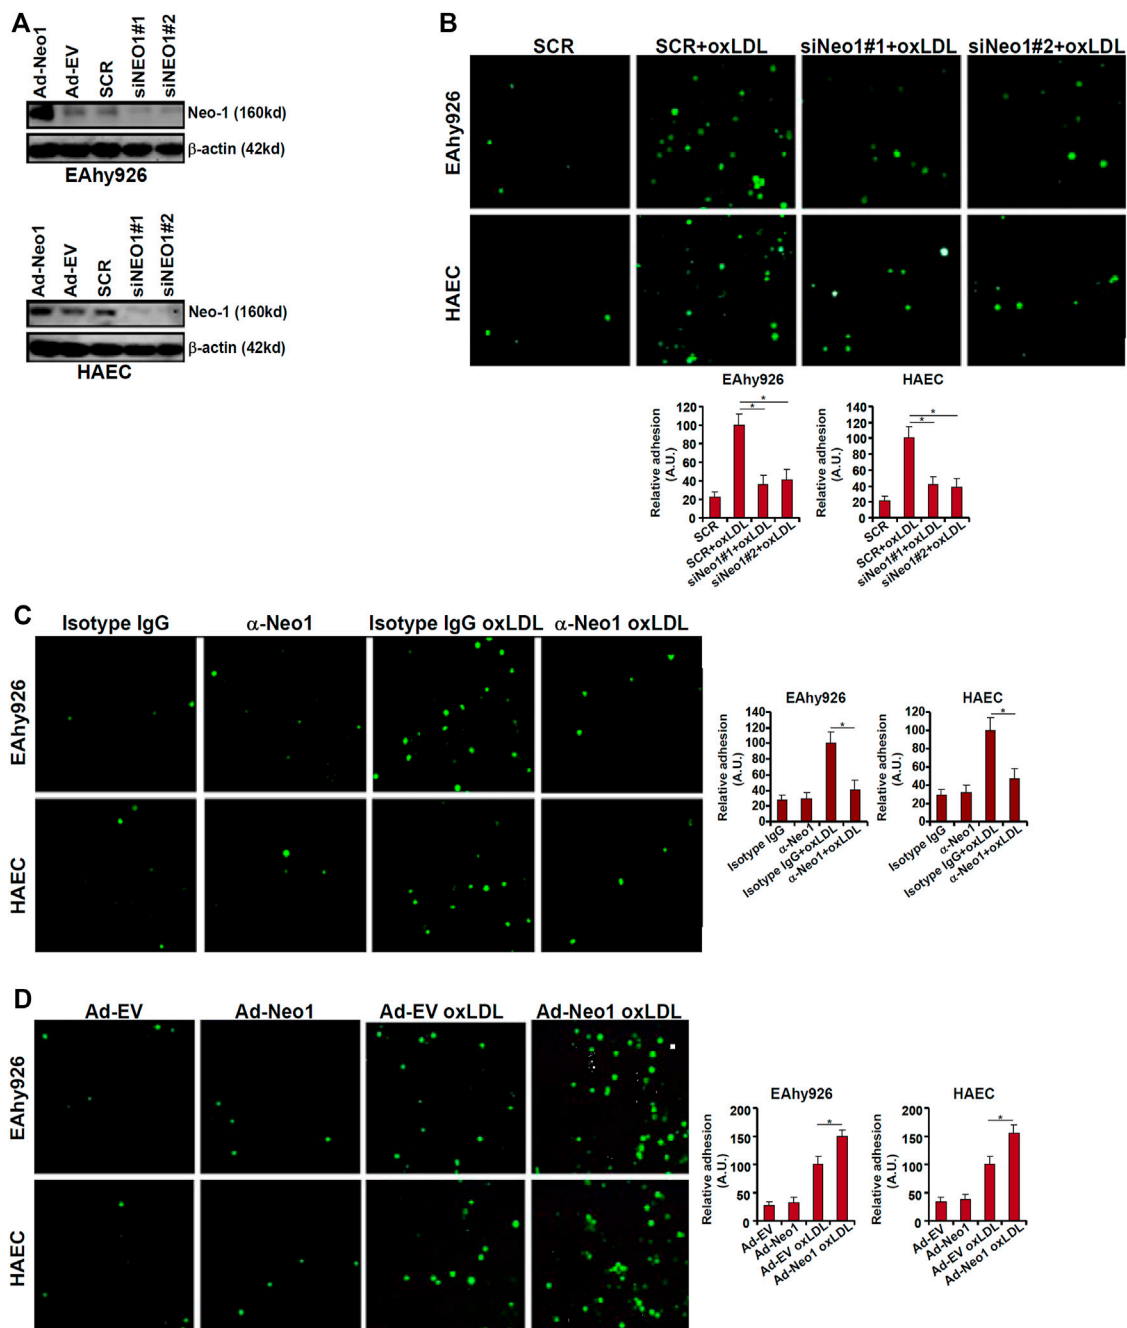 A
Ad-Neo1
Ad-EV
SCR
siNEO1#1
siNEO1#2
Neo-1 (160kd)
β-actin (42kd)
EAhy926
Ad-Neo1
Ad-EV
SCR
siNEO1#1
siNEO1#2
Neo-1 (160kd)
β-actin (42kd)
HAEC
B
SCR SCR+oxLDL siNeo1#1+oxLDL siNeo1#2+oxLDL
EAhy926
HAEC
EAhy926
Relative adhesion
(A.U.)
120
100
80
60
40
20
0
* *
SCR
SCR+oxLDL
siNeo1#1+oxLDL
siNeo1#2+oxLDL
HAEC
Relative adhesion
(A.U.)
140
120
100
80
60
40
20
0
* *
SCR
SCR+oxLDL
siNeo1#1+oxLDL
siNeo1#2+oxLDL
C
Isotype IgG α-Neo1 Isotype IgG oxLDL α-Neo1 oxLDL
EAhy926
HAEC
EAhy926
Relative adhesion
(A.U.)
140
120
100
80
60
40
20
0
*
Isotype IgG
α-Neo1
Isotype IgG+oxLDL
α-Neo1+oxLDL
HAEC
Relative adhesion
(A.U.)
120
100
80
60
40
20
0
*
Isotype IgG
α-Neo1
Isotype IgG+oxLDL
α-Neo1+oxLDL
D
Ad-EV Ad-Neo1 Ad-EV oxLDL Ad-Neo1 oxLDL
EAhy926
HAEC
EAhy926
Relative adhesion
(A.U.)
200
150
100
50
0
*
Ad-EV
Ad-Neo1
Ad-EV oxLDL
Ad-Neo1 oxLDL
HAEC
Relative adhesion
(A.U.)
200
150
100
50
0
*
Ad-EV
Ad-Neo1
Ad-EV oxLDL
Ad-Neo1 oxLDL